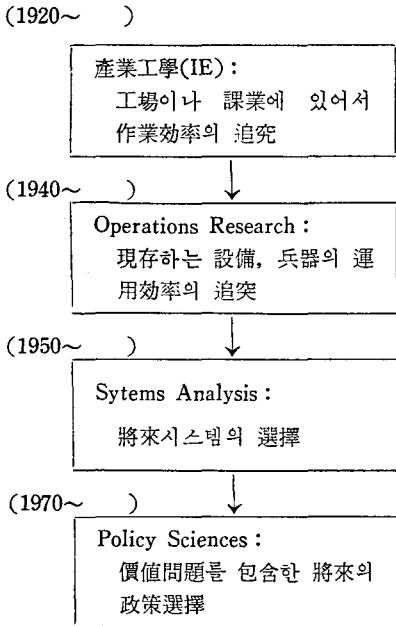 (1920~      )
產業工學(IE):
工場이나 課業에 있어서
作業効率의 追究
(1940~      )
Operations Research:
現存하는 設備, 兵器의 運
用効率의 追突
(1950~      )
Sytems Analysis:
將來시스템의 選擇
(1970~      )
Policy Sciences:
價値問題를 包含한 將來의
政策選擇